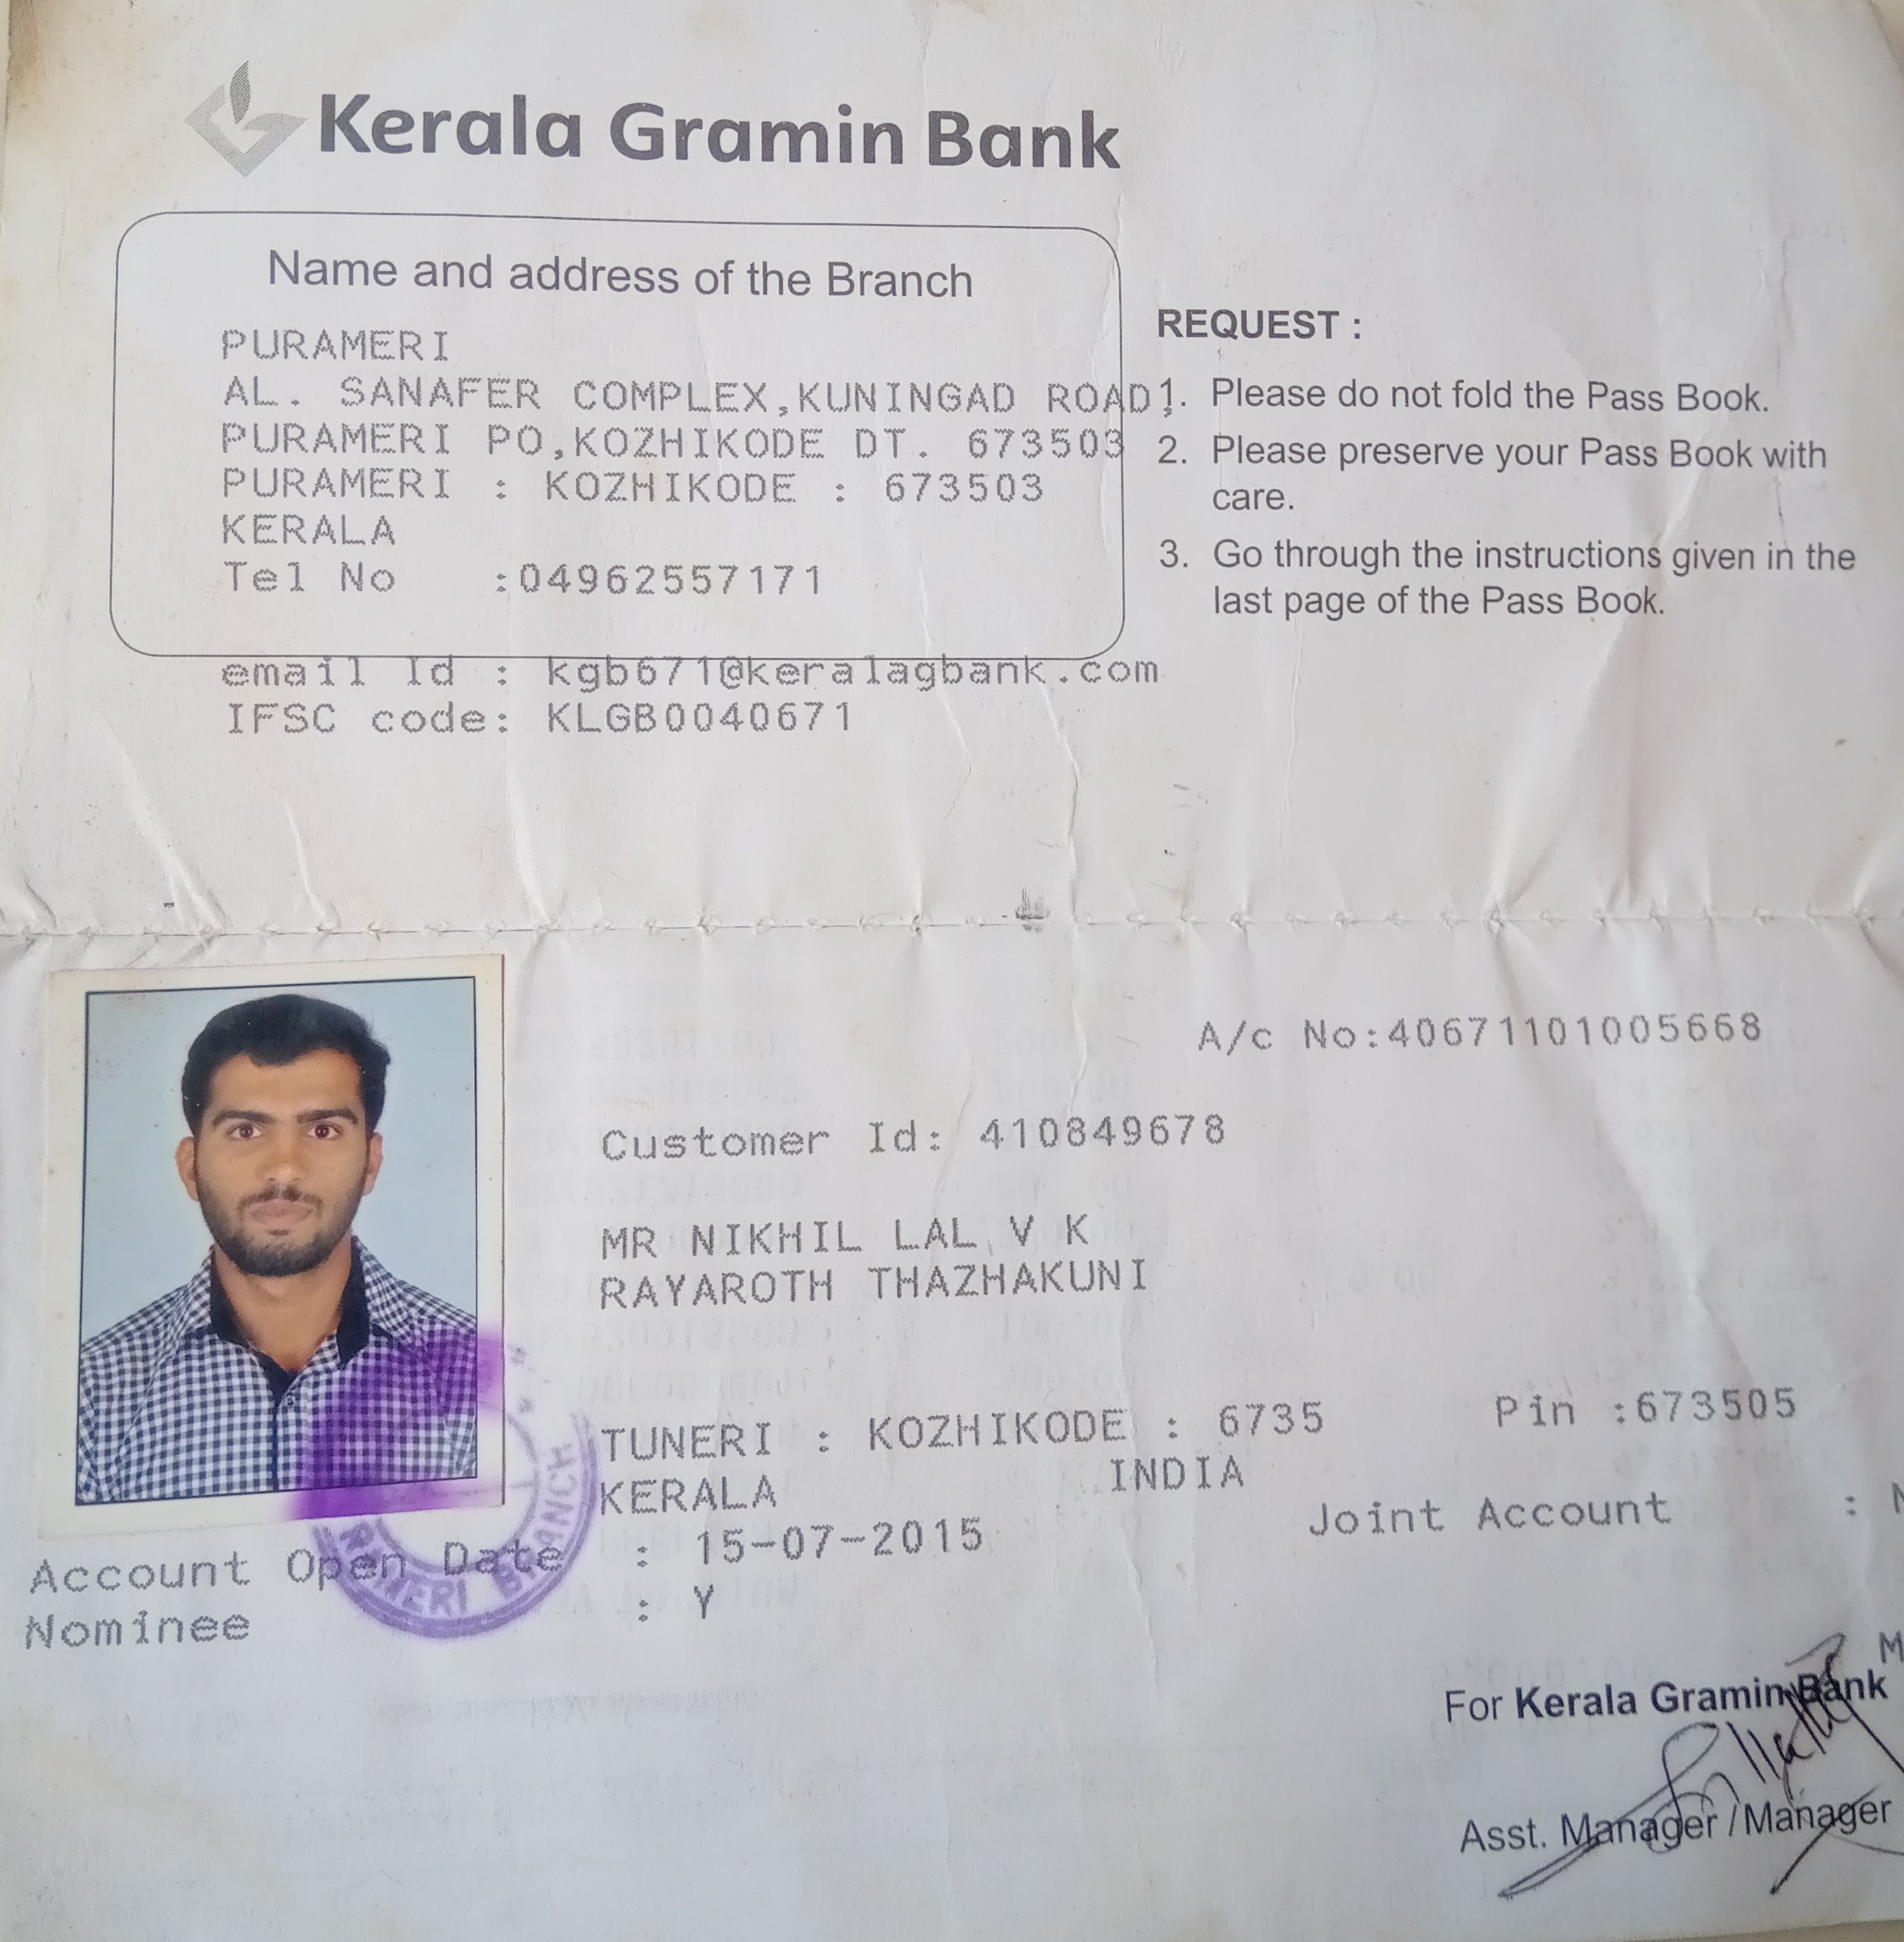 Kerala Gramin Bank
Name and address of the Branch
PURAMERI
AL. SANAFER COMPLEX,KUNINGAD ROAD,
PURAMERI PO,KOZHIKODE DT. 673503
PURAMERI : KOZHIKODE : 673503
KERALA
Tel No :04962557171
email Id : kgb671@keralagbank.com
IFSC code: KLGB0040671
REQUEST :
1. Please do not fold the Pass Book.
2. Please preserve your Pass Book with
care.
3. Go through the instructions given in the
last page of the Pass Book.
A/c No:40671101005668
Customer Id: 410849678
MR NIKHIL LAL V K
RAYAROTH THAZHAKUNI
TUNERI : KOZHIKODE : 6735 Pin :673505
KERALA INDIA
Account Open Date : 15-07-2015 Joint Account :
Nominee : Y
BRANCH
For Kerala Gramin Bank
Asst. Manager / Manager